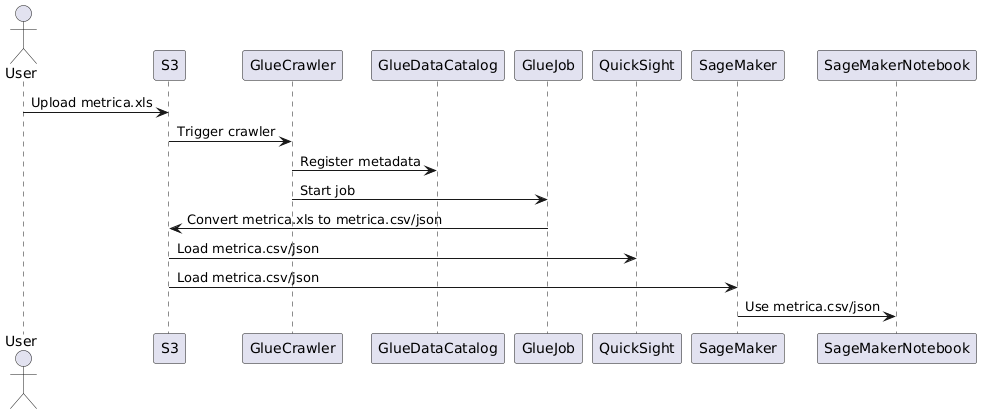 User
S3
GlueCrawler
GlueDataCatalog
GlueJob
QuickSight
SageMaker
SageMakerNotebook
Upload metrica.xls
Trigger crawler
Register metadata
Start job
Convert metrica.xls to metrica.csv/json
Load metrica.csv/json
Load metrica.csv/json
Use metrica.csv/json
User
S3
GlueCrawler
GlueDataCatalog
GlueJob
QuickSight
SageMaker
SageMakerNotebook